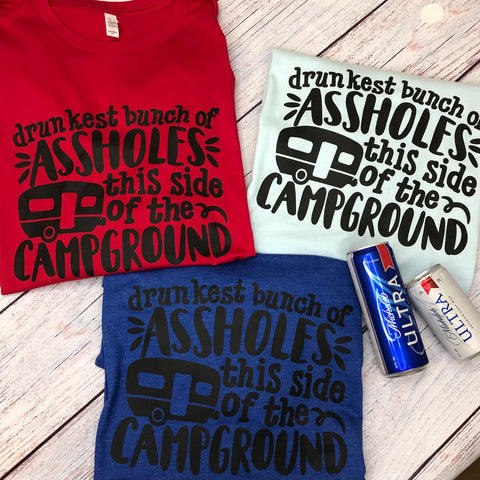 drunkest bunch of
ASSHOLES
this side
of the
CAMPGROUND
drunkest bunch of
ASSHOLES
this side
of the
CAMPGROUND
drunkest bunch of
ASSHOLES
this side
of the
CAMPGROUND
Michelob
ULTRA
Michelob
ULTRA